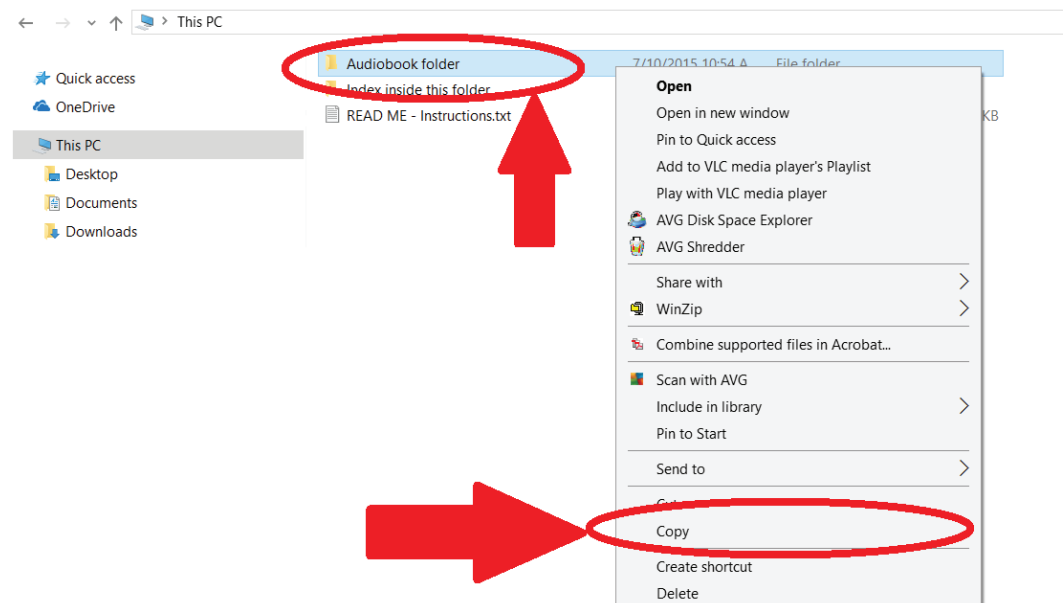 This PC
Quick access
OneDrive
This PC
Desktop
Documents
Downloads
Audiobook folder 7/10/2015 10:54 A... File folder
Index inside this folder
READ ME - Instructions.txt KB
Open
Open in new window
Pin to Quick access
Add to VLC media player's Playlist
Play with VLC media player
AVG Disk Space Explorer
AVG Shredder
Share with
WinZip
Combine supported files in Acrobat...
Scan with AVG
Include in library
Pin to Start
Send to
Cut
Copy
Create shortcut
Delete